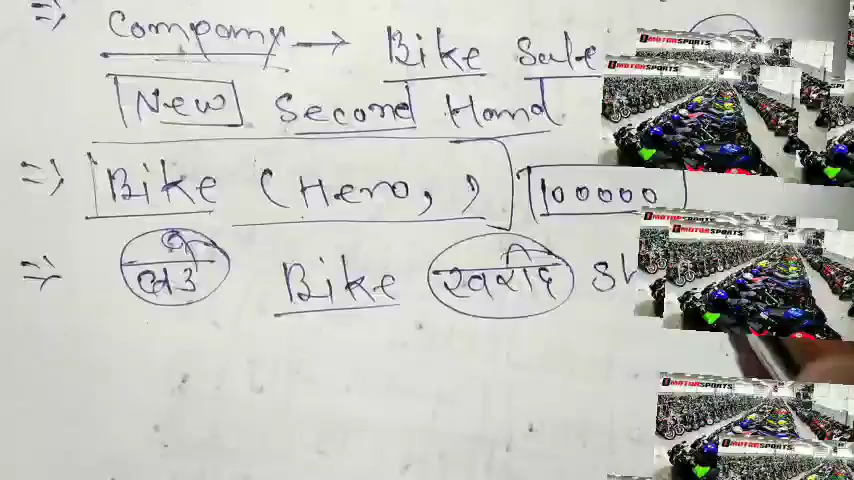 ⇒ Company → Bike Sale
New Second Hand
⇒ Bike (Hero, ) 100000
⇒ Bike खरीद
MOTORSPORTS
MOTORSPORTS
MOTORSPORTS
MOTORSPORTS
MOTORSPORTS
MOTORSPORTS